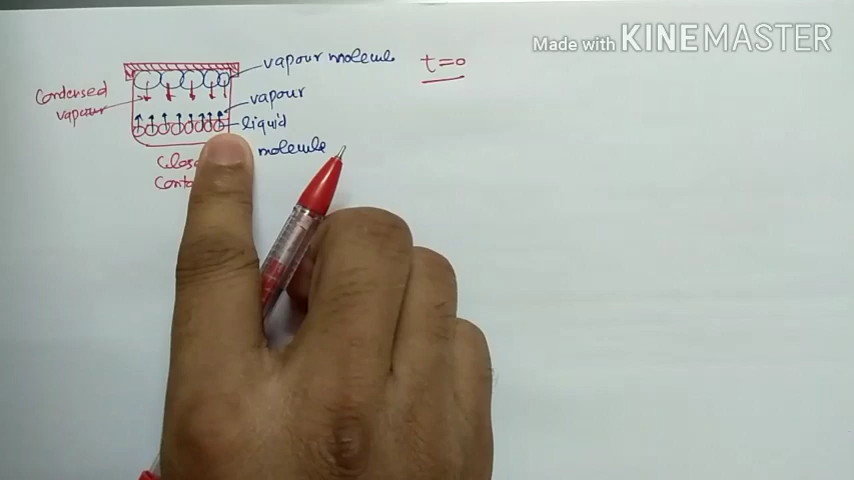 Made with KINEMASTER
vapour molecule
t=0
Condensed
vapour
vapour
liquid
molecule